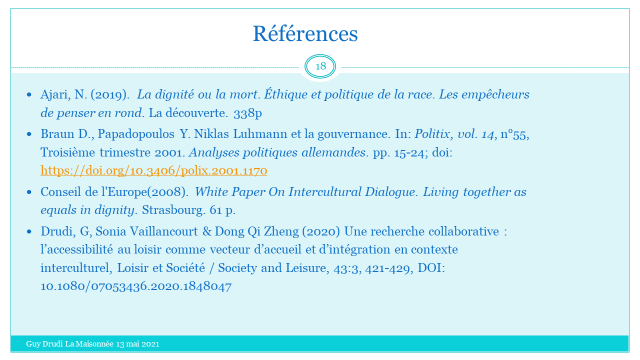 Références
18
• Ajari, N. (2019). La dignité ou la mort. Éthique et politique de la race. Les empêcheurs
de penser en rond. La découverte. 338p
• Braun D., Papadopoulos Y. Niklas Luhmann et la gouvernance. In: Politix, vol. 14, n°55,
Troisième trimestre 2001. Analyses politiques allemandes. pp. 15-24; doi:
https://doi.org/10.3406/polix.2001.1170
• Conseil de l'Europe(2008). White Paper On Intercultural Dialogue. Living together as
equals in dignity. Strasbourg. 61 p.
• Drudi, G, Sonia Vaillancourt & Dong Qi Zheng (2020) Une recherche collaborative :
l'accessibilité au loisir comme vecteur d'accueil et d'intégration en contexte
interculturel, Loisir et Société / Society and Leisure, 43:3, 421-429, DOI:
10.1080/07053436.2020.1848047
Guy Drudi La Maisonnée 13 mai 2021